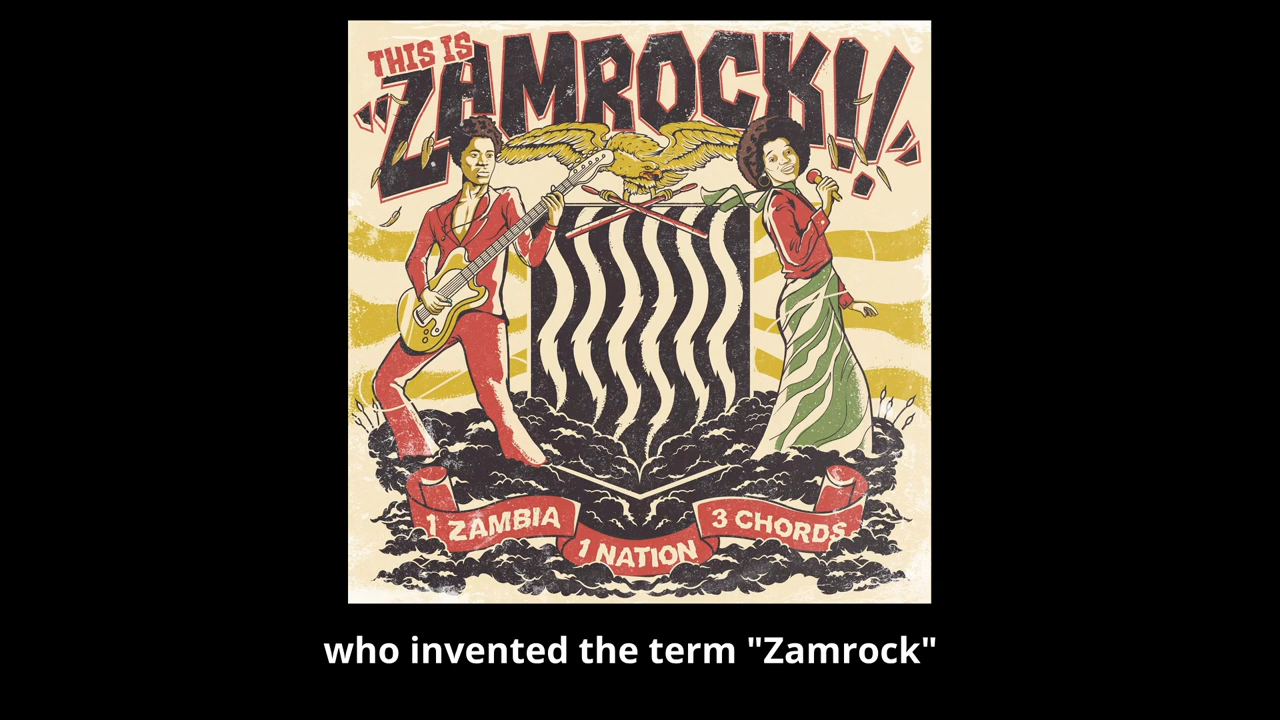 THIS IS
"ZAMROCK!!"
1 ZAMBIA
1 NATION
3 CHORDS
who invented the term "Zamrock"